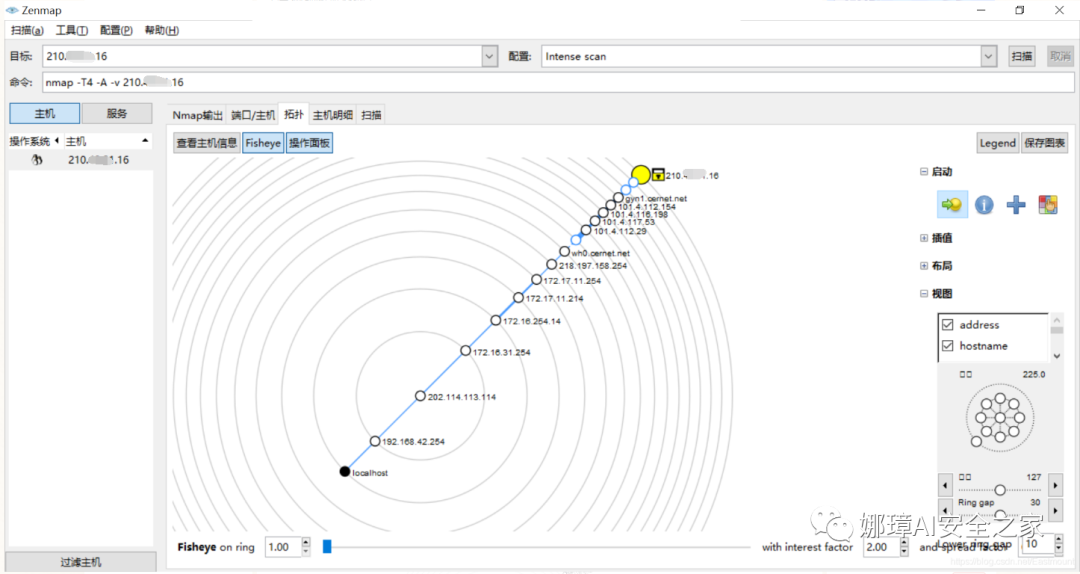 Zenmap
扫描(a) 工具(T) 配置(P) 帮助(H)
目标: 210. 16 配置: Intense scan 扫描 取消
命令: nmap -T4 -A -v 210. .16
主机 服务 Nmap输出 端口/主机 拓扑 主机明细 扫描
操作系统 主机 查看主机信息 Fisheye 操作面板 Legend 保存图表
210. .16
210. .16
gyn1.cernet.net
101.4.112.154
101.4.116.198
101.4.117.53
101.4.112.29
wh0.cernet.net
218.197.158.254
172.17.11.254
172.17.11.214
172.16.254.14
172.16.31.254
202.114.113.114
192.168.42.254
localhost
启动
插值
布局
视图
address
hostname
225.0
127
Ring gap 30
Lower ring gap 10
Fisheye on ring 1.00 with interest factor 2.00 and spread factor
过滤主机
娜璋AI安全之家